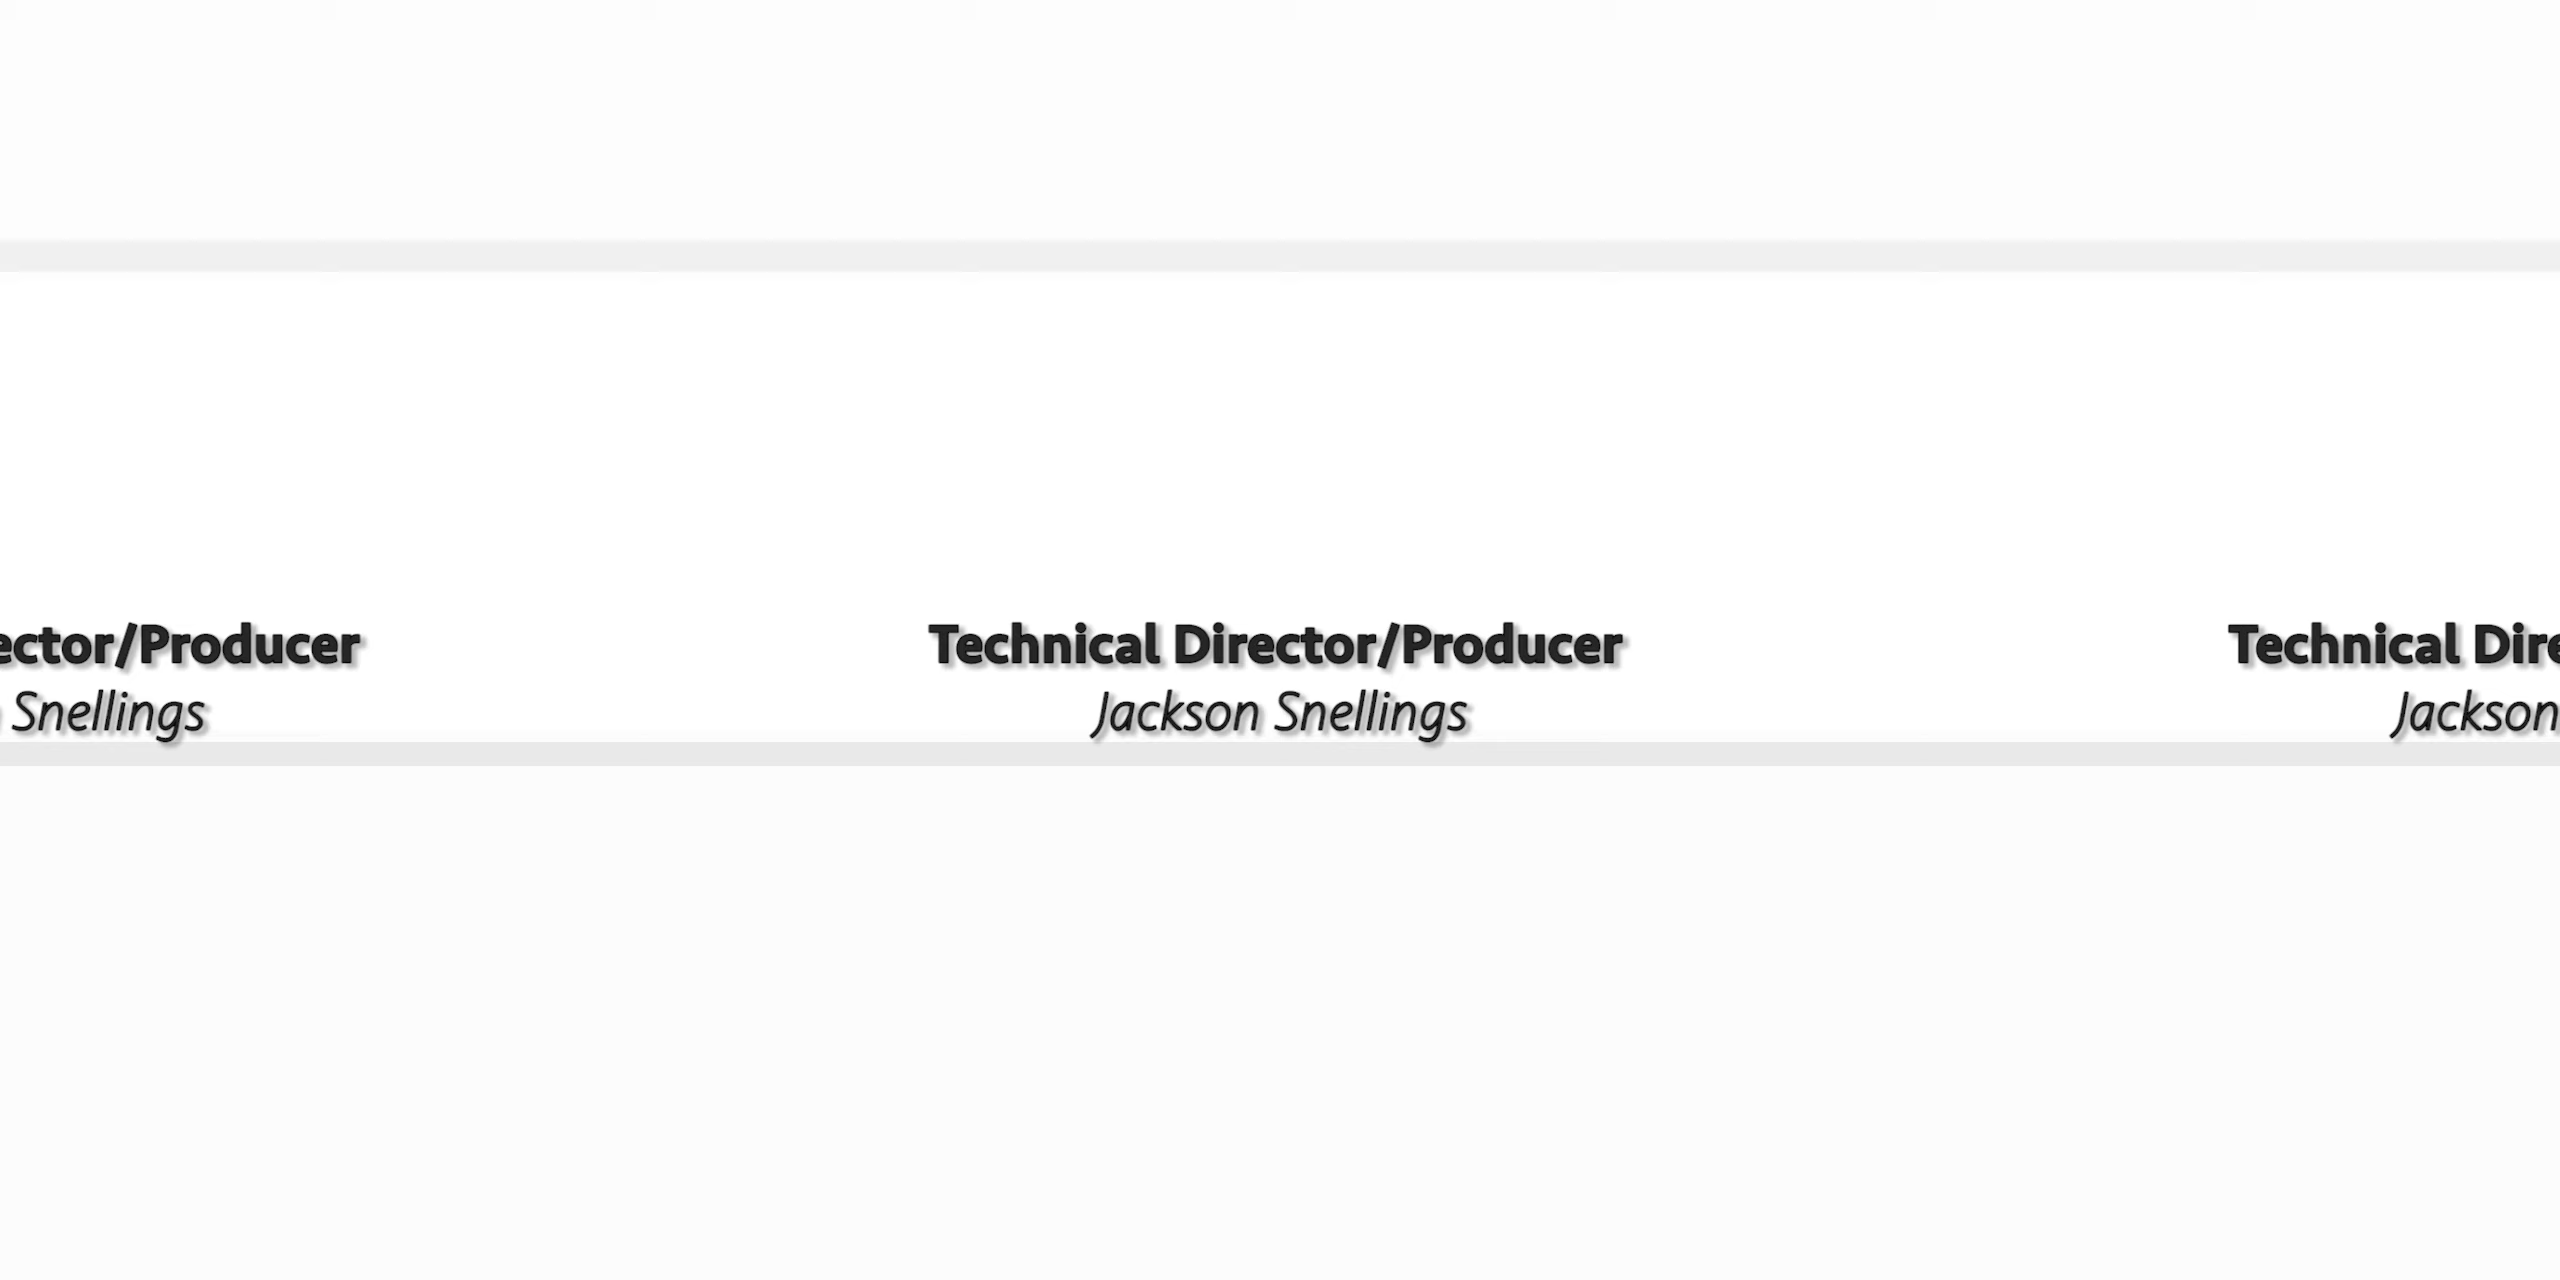 ector/Producer
Snellings
Technical Director/Producer
Jackson Snellings
Technical Dire
Jackson